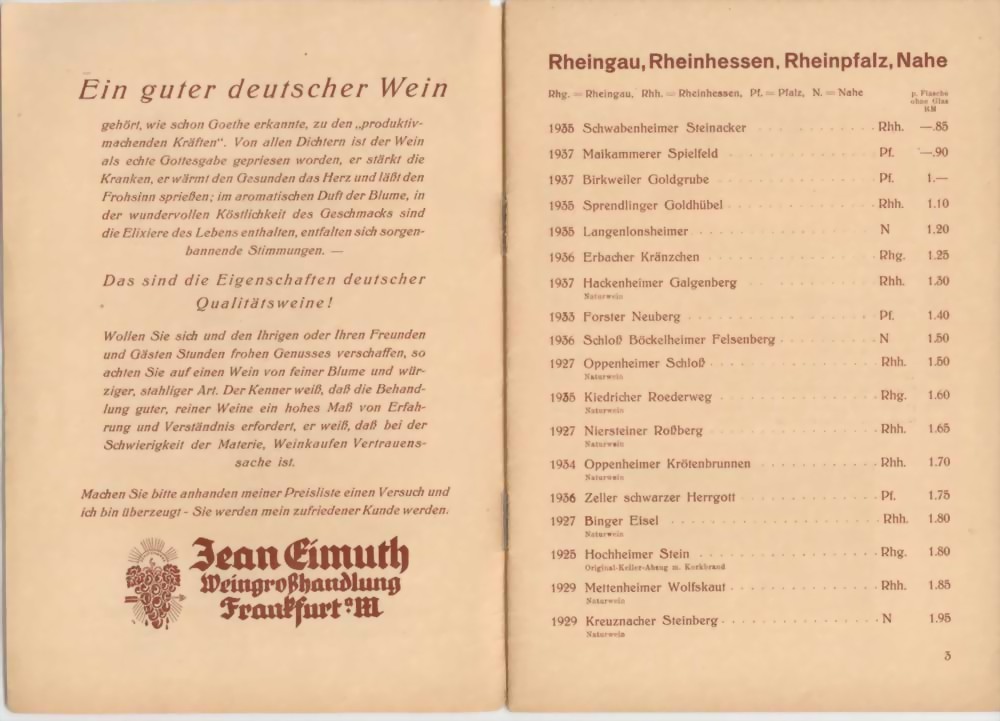 Ein guter deutscher Wein
gehört, wie schon Goethe erkannte, zu den „produktiv-
machenden Kräften“. Von allen Dichtern ist der Wein
als echte Gottesgabe gepriesen worden, er stärkt die
Kranken, er wärmt den Gesunden das Herz und läßt den
Frohsinn sprießen; im aromatischen Duft der Blume, in
der wundervollen Köstlichkeit des Geschmacks sind
die Elixiere des Lebens enthalten, entfalten sich sorgen-
bannende Stimmungen. —
Das sind die Eigenschaften deutscher
Qualitätsweine!
Wollen Sie sich und den Ihrigen oder Ihren Freunden
und Gästen Stunden frohen Genusses verschaffen, so
achten Sie auf einen Wein von feiner Blume und wür-
ziger, stahliger Art. Der Kenner weiß, daß die Behand-
lung guter, reiner Weine ein hohes Maß von Erfah-
rung und Verständnis erfordert, er weiß, daß bei der
Schwierigkeit der Materie, Weinkaufen Vertrauens-
sache ist.
Machen Sie bitte anhanden meiner Preisliste einen Versuch und
ich bin überzeugt - Sie werden mein zufriedener Kunde werden.
Jean Eimuth
Weingroßhandlung
Frankfurt a. M
Rheingau, Rheinhessen, Rheinpfalz, Nahe
Rhg. = Rheingau, Rhh. = Rheinhessen, Pf. = Pfalz, N. = Nahe
p. Flasche
ohne Glas
RM
1935 Schwabenheimer Steinacker Rhh. —.85
1937 Maikammerer Spielfeld Pf. —.90
1937 Birkweiler Goldgrube Pf. 1.—
1935 Sprendlinger Goldhübel Rhh. 1.10
1935 Langenlonsheimer N 1.20
1936 Erbacher Kränzchen Rhg. 1.25
1937 Hackenheimer Galgenberg Rhh. 1.30
Naturwein
1933 Forster Neuberg Pf. 1.40
1936 Schloß Böckelheimer Felsenberg N 1.50
1927 Oppenheimer Schloß Rhh. 1.50
Naturwein
1935 Kiedricher Roederweg Rhg. 1.60
Naturwein
1927 Niersteiner Roßberg Rhh. 1.65
Naturwein
1934 Oppenheimer Krötenbrunnen Rhh. 1.70
Naturwein
1936 Zeller schwarzer Herrgott Pf. 1.75
1927 Binger Eisel Rhh. 1.80
Naturwein
1925 Hochheimer Stein Rhg. 1.80
Original-Keller-Abzug m. Korkbrand
1929 Mettenheimer Wolfskaut Rhh. 1.85
Naturwein
1929 Kreuznacher Steinberg N 1.95
Naturwein
3